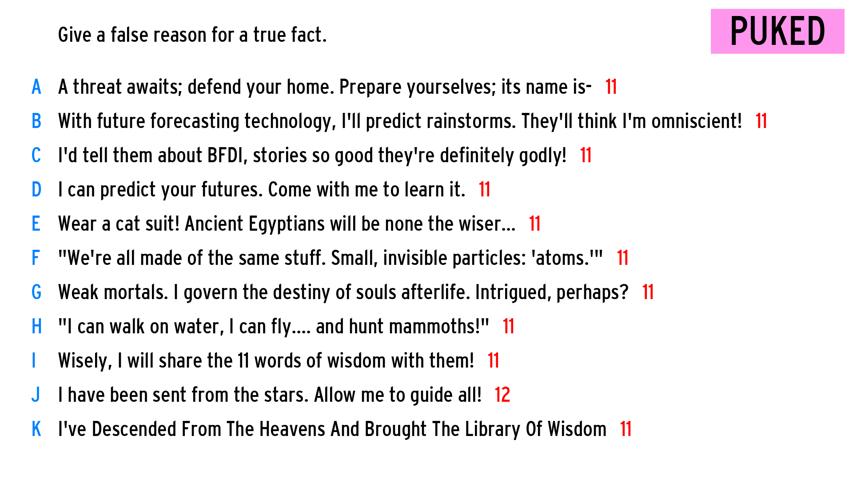 Give a false reason for a true fact.
PUKED
A A threat awaits; defend your home. Prepare yourselves; its name is- 11
B With future forecasting technology, I'll predict rainstorms. They'll think I'm omniscient! 11
C I'd tell them about BFDI, stories so good they're definitely godly! 11
D I can predict your futures. Come with me to learn it. 11
E Wear a cat suit! Ancient Egyptians will be none the wiser... 11
F "We're all made of the same stuff. Small, invisible particles: 'atoms.'" 11
G Weak mortals. I govern the destiny of souls afterlife. Intrigued, perhaps? 11
H "I can walk on water, I can fly.... and hunt mammoths!" 11
I Wisely, I will share the 11 words of wisdom with them! 11
J I have been sent from the stars. Allow me to guide all! 12
K I've Descended From The Heavens And Brought The Library Of Wisdom 11